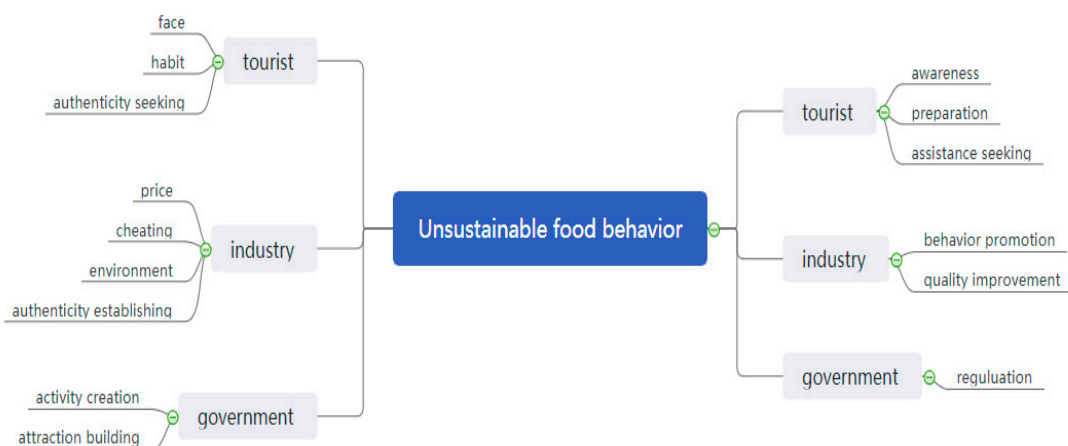 face
habit
authenticity seeking
tourist
price
cheating
environment
authenticity establishing
industry
activity creation
attraction building
government
Unsustainable food behavior
tourist
awareness
preparation
assistance seeking
industry
behavior promotion
quality improvement
government
reguluation